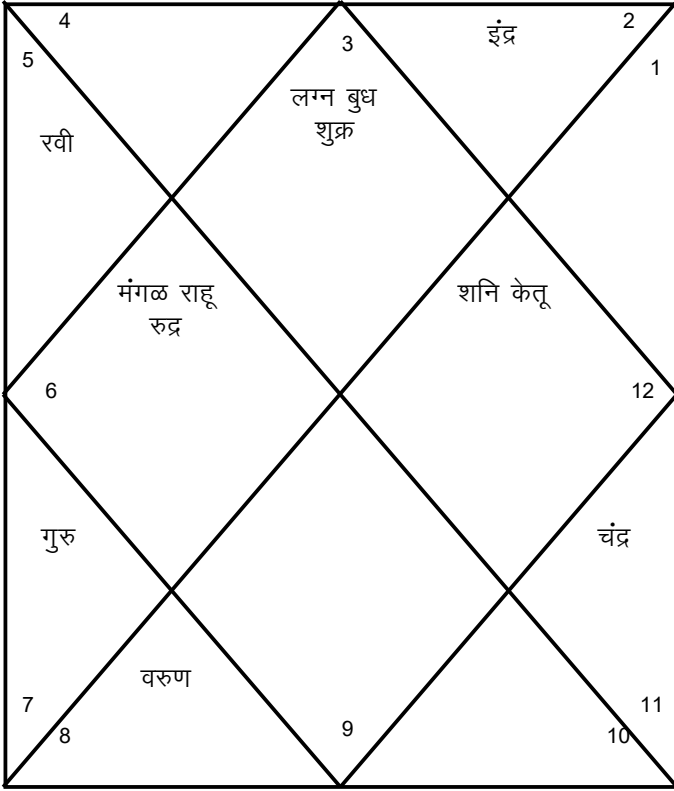 4
3
इंद्र
2
5
1
लग्न बुध
शुक्र
रवी
मंगळ राहू
रुद्र
शनि केतू
6
12
गुरु
चंद्र
वरुण
7
8
9
11
10